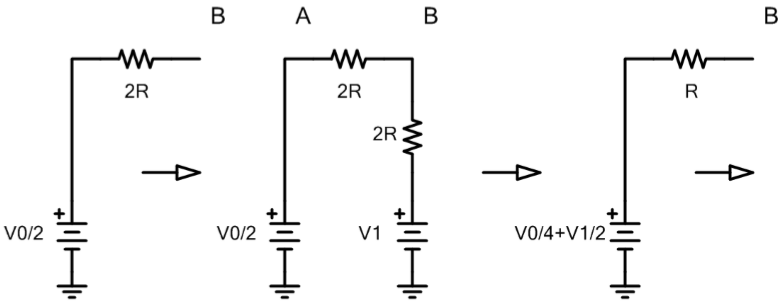 B A B B
2R 2R R
2R
+ + + +
V0/2 V0/2 V1 V0/4+V1/2